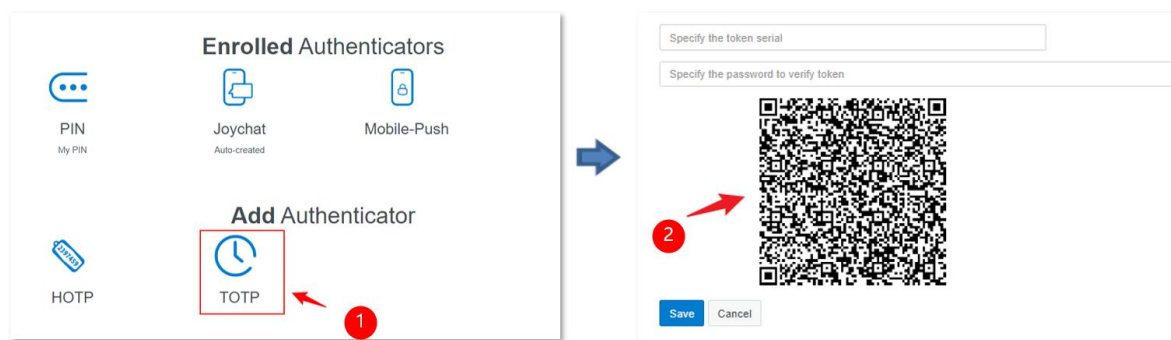 Enrolled Authenticators
PIN
My PIN
Joychat
Auto-created
Mobile-Push
Add Authenticator
HOTP
TOTP
1
Specify the token serial
Specify the password to verify token
2
Save
Cancel